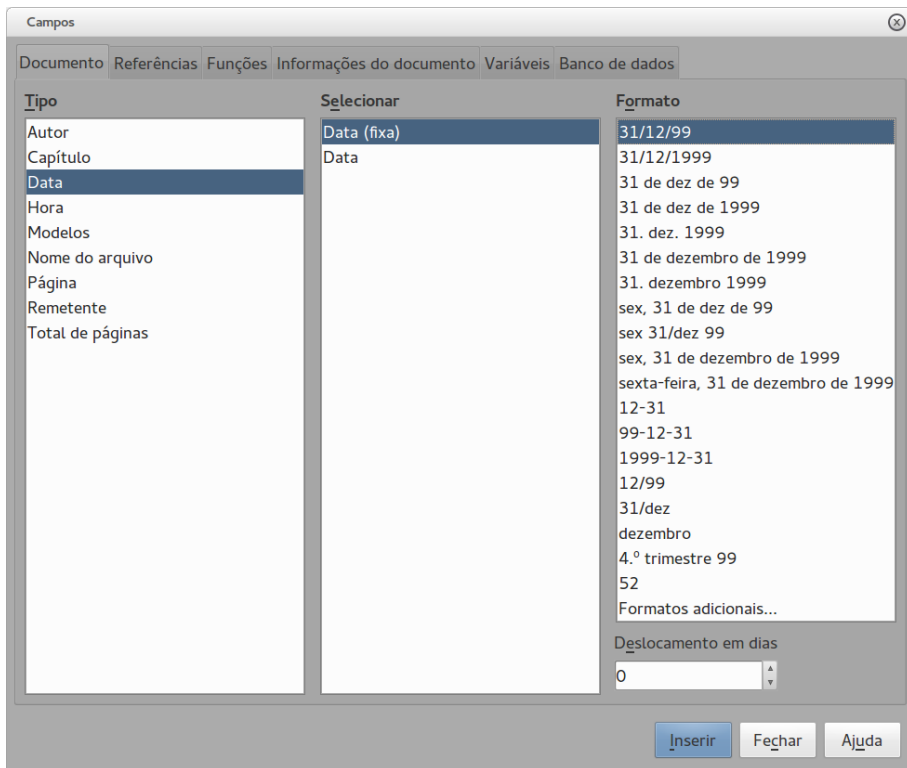 Campos
Documento Referências Funções Informações do documento Variáveis Banco de dados
Tipo
Autor
Capítulo
Data
Hora
Modelos
Nome do arquivo
Página
Remetente
Total de páginas
Selecionar
Data (fixa)
Data
Formato
31/12/99
31/12/1999
31 de dez de 99
31 de dez de 1999
31. dez. 1999
31 de dezembro de 1999
31. dezembro 1999
sex, 31 de dez de 99
sex 31/dez 99
sex, 31 de dezembro de 1999
sexta-feira, 31 de dezembro de 1999
12-31
99-12-31
1999-12-31
12/99
31/dez
dezembro
4.º trimestre 99
52
Formatos adicionais...
Deslocamento em dias
0
Inserir Fechar Ajuda